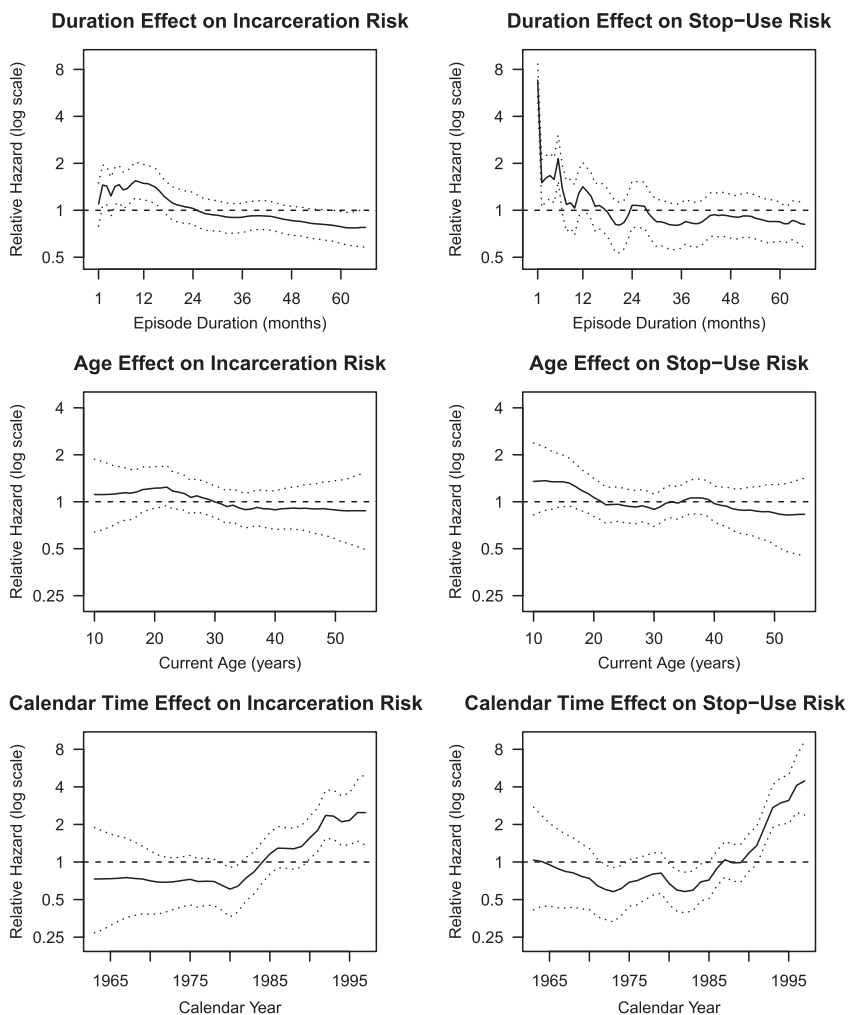 Duration Effect on Incarceration Risk
Relative Hazard (log scale)
8
4
2
1
0.5
1 12 24 36 48 60
Episode Duration (months)
Duration Effect on Stop−Use Risk
Relative Hazard (log scale)
8
4
2
1
0.5
1 12 24 36 48 60
Episode Duration (months)
Age Effect on Incarceration Risk
Relative Hazard (log scale)
4
2
1
0.5
0.25
10 20 30 40 50
Current Age (years)
Age Effect on Stop−Use Risk
Relative Hazard (log scale)
4
2
1
0.5
0.25
10 20 30 40 50
Current Age (years)
Calendar Time Effect on Incarceration Risk
Relative Hazard (log scale)
8
4
2
1
0.5
0.25
1965 1975 1985 1995
Calendar Year
Calendar Time Effect on Stop−Use Risk
Relative Hazard (log scale)
8
4
2
1
0.5
0.25
1965 1975 1985 1995
Calendar Year